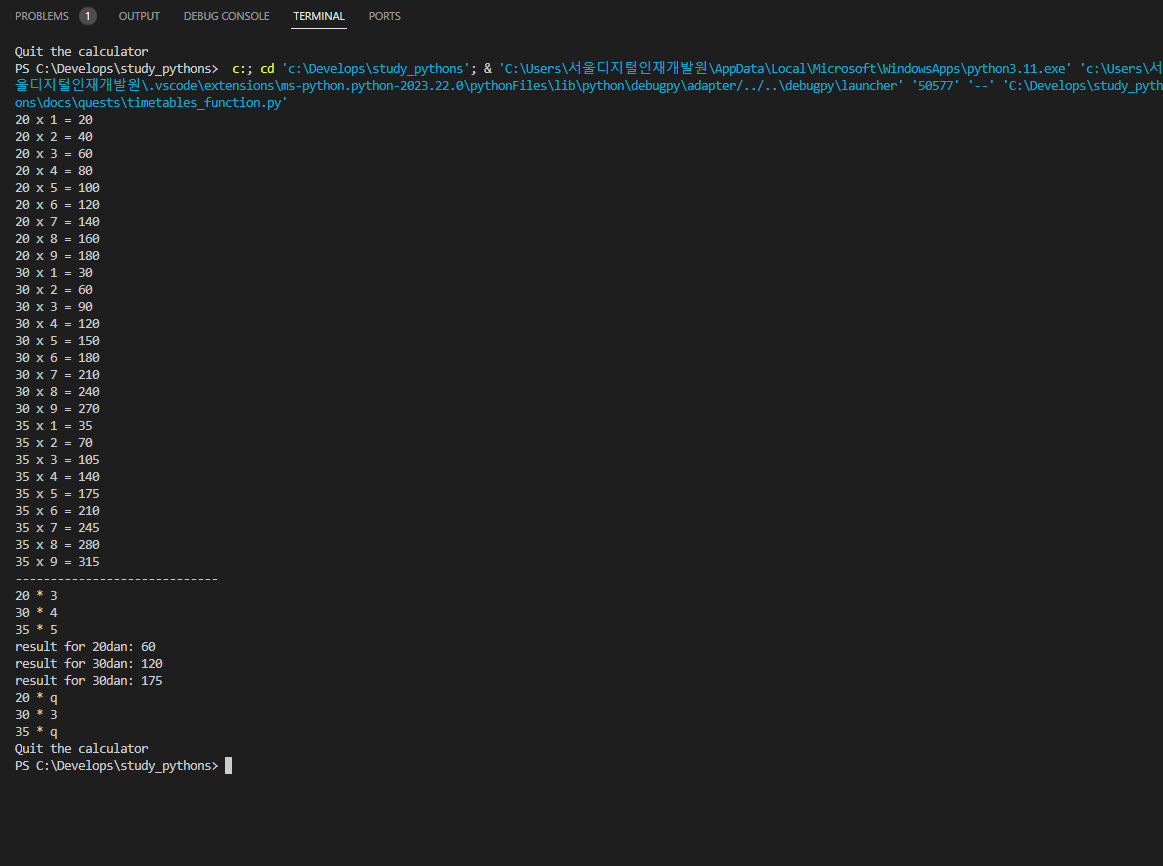 PROBLEMS 1 OUTPUT DEBUG CONSOLE TERMINAL PORTS
Quit the calculator
PS C:\Develops\study_pythons>  c:; cd 'c:\Develops\study_pythons'; & 'C:\Users\서울디지털인재개발원\AppData\Local\Microsoft\WindowsApps\python3.11.exe' 'c:\Users\서
울디지털인재개발원\.vscode\extensions\ms-python.python-2023.22.0\pythonFiles\lib\python\debugpy\adapter/../..\debugpy\launcher' '50577' '--' 'C:\Develops\study_pyth
ons\docs\quests\timetables_function.py'
20 x 1 = 20
20 x 2 = 40
20 x 3 = 60
20 x 4 = 80
20 x 5 = 100
20 x 6 = 120
20 x 7 = 140
20 x 8 = 160
20 x 9 = 180
30 x 1 = 30
30 x 2 = 60
30 x 3 = 90
30 x 4 = 120
30 x 5 = 150
30 x 6 = 180
30 x 7 = 210
30 x 8 = 240
30 x 9 = 270
35 x 1 = 35
35 x 2 = 70
35 x 3 = 105
35 x 4 = 140
35 x 5 = 175
35 x 6 = 210
35 x 7 = 245
35 x 8 = 280
35 x 9 = 315
-----------------------------
20 * 3
30 * 4
35 * 5
result for 20dan: 60
result for 30dan: 120
result for 30dan: 175
20 * q
30 * 3
35 * q
Quit the calculator
PS C:\Develops\study_pythons>